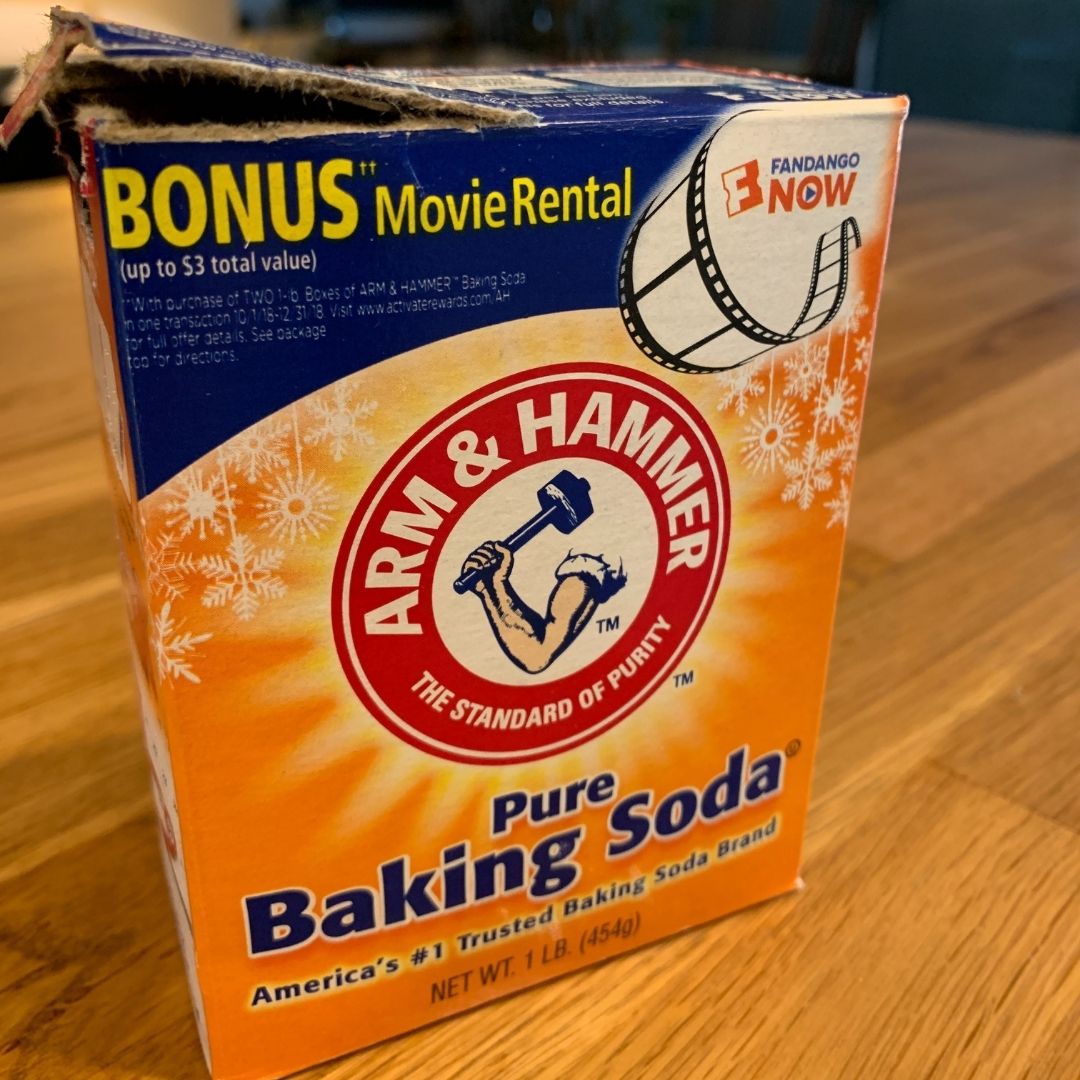 for full details.
BONUS†† Movie Rental
(up to $3 total value)
FANDANGO
NOW
††With purchase of TWO 1-lb. Boxes of ARM & HAMMER™ Baking Soda
in one transaction 10/1/18-12/31/18. Visit www.activaterewards.com/AH
for full offer details. See package
top for directions.
ARM & HAMMER
TM
THE STANDARD OF PURITY
TM
Pure
Baking Soda®
America's #1 Trusted Baking Soda Brand
NET WT. 1 LB. (454g)